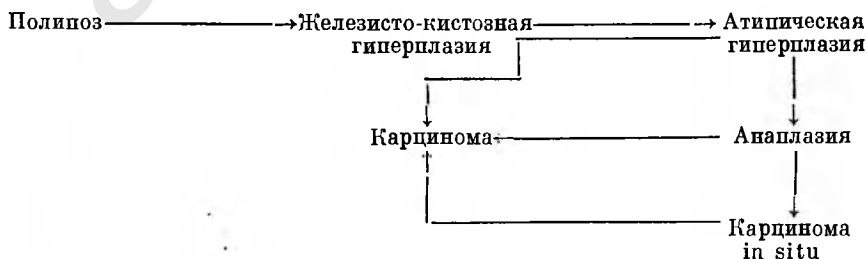 Полипоз Железисто-кистозная Атипическая
гиперплазия гиперплазия
Карцинома Анаплазия
Карцинома
in situ